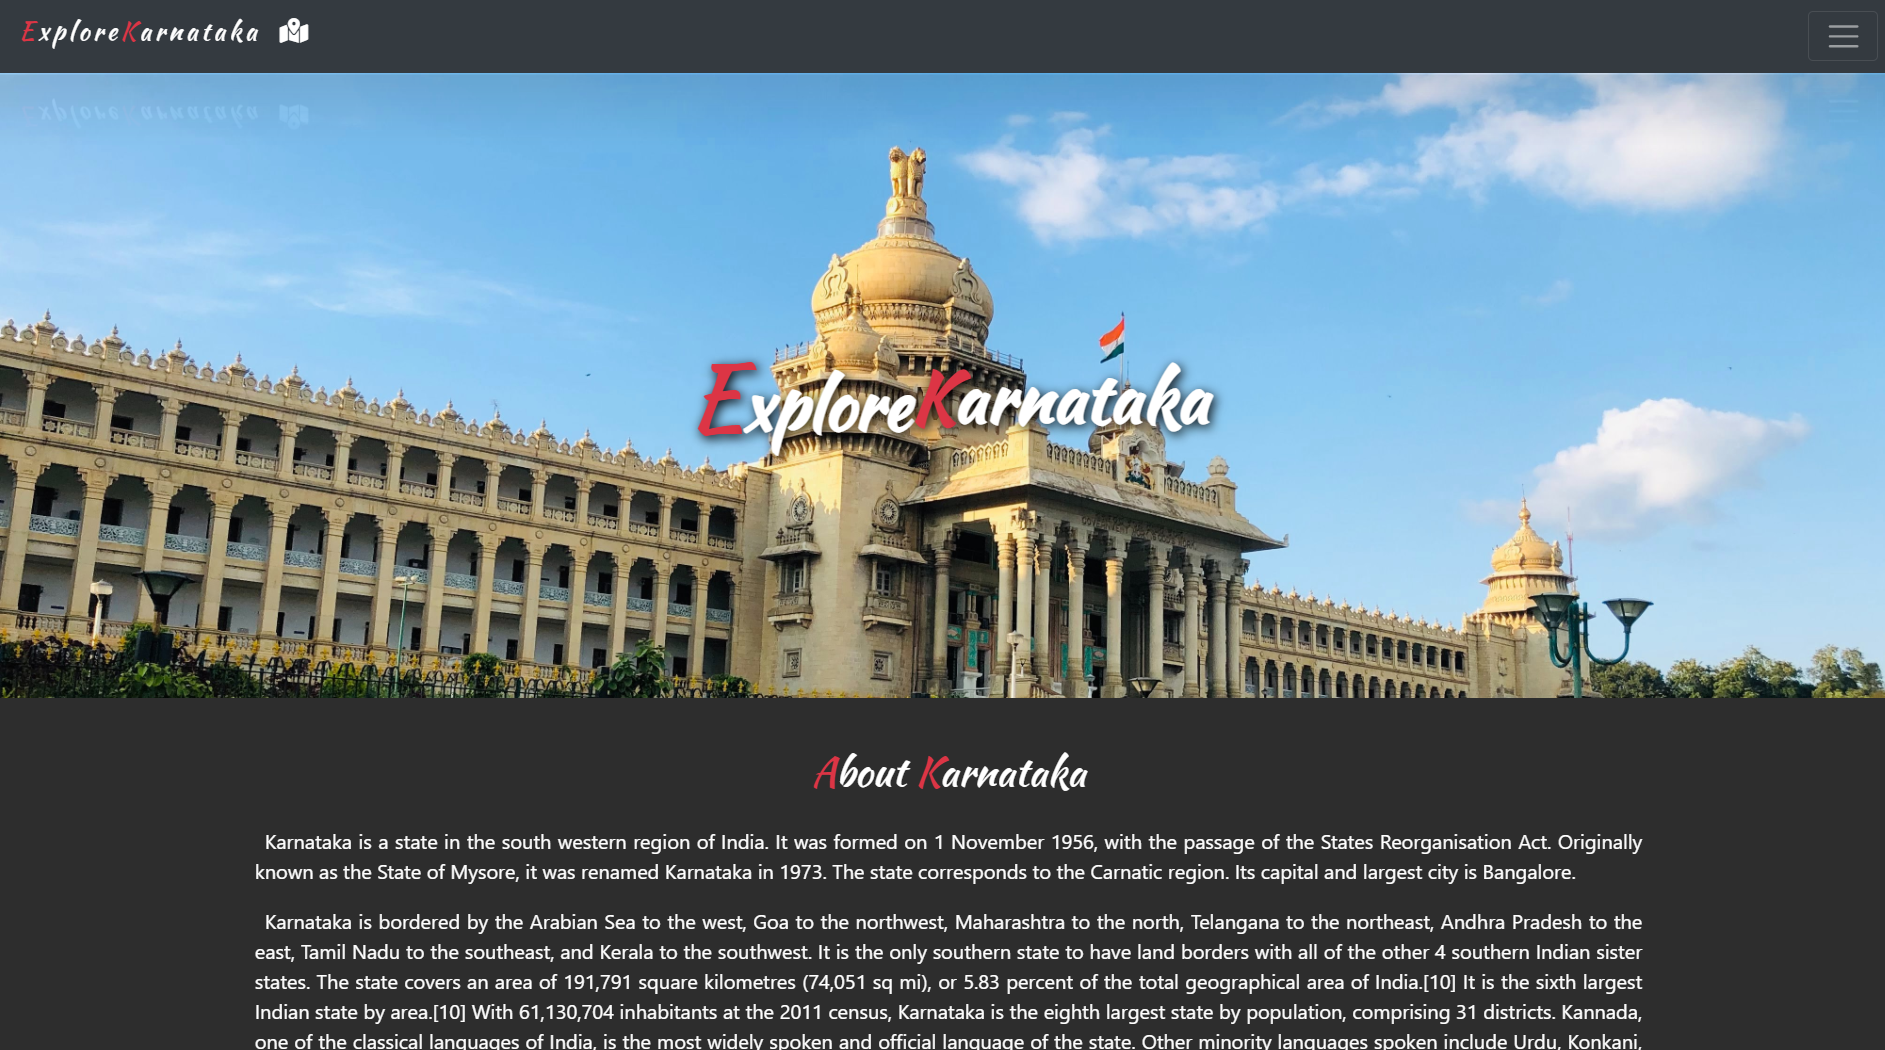 ExploreKarnataka
ExploreKarnataka
About Karnataka
Karnataka is a state in the south western region of India. It was formed on 1 November 1956, with the passage of the States Reorganisation Act. Originally
known as the State of Mysore, it was renamed Karnataka in 1973. The state corresponds to the Carnatic region. Its capital and largest city is Bangalore.
Karnataka is bordered by the Arabian Sea to the west, Goa to the northwest, Maharashtra to the north, Telangana to the northeast, Andhra Pradesh to the
east, Tamil Nadu to the southeast, and Kerala to the southwest. It is the only southern state to have land borders with all of the other 4 southern Indian sister
states. The state covers an area of 191,791 square kilometres (74,051 sq mi), or 5.83 percent of the total geographical area of India.[10] It is the sixth largest
Indian state by area.[10] With 61,130,704 inhabitants at the 2011 census, Karnataka is the eighth largest state by population, comprising 31 districts. Kannada,
one of the classical languages of India, is the most widely spoken and official language of the state. Other minority languages spoken include Urdu, Konkani,